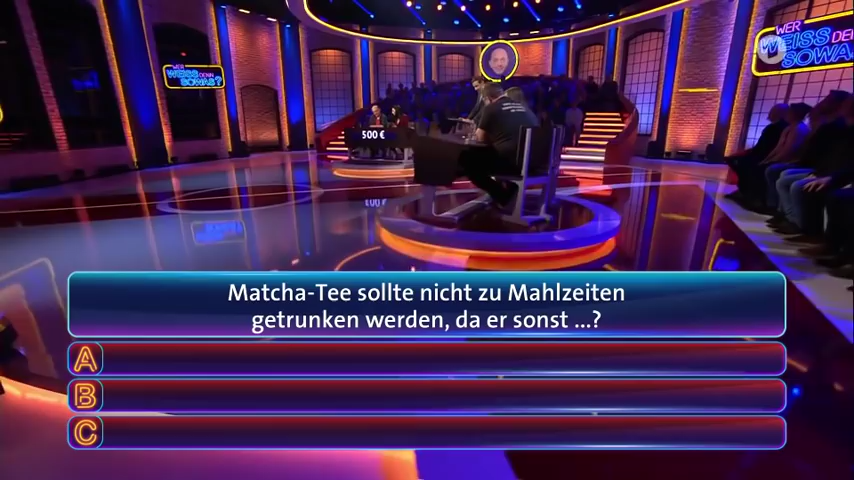 WER
WEISS DENN
SOWAS?
WER
WEISS DENN
SOWAS
500 €
Matcha-Tee sollte nicht zu Mahlzeiten
getrunken werden, da er sonst ...?
A
B
C